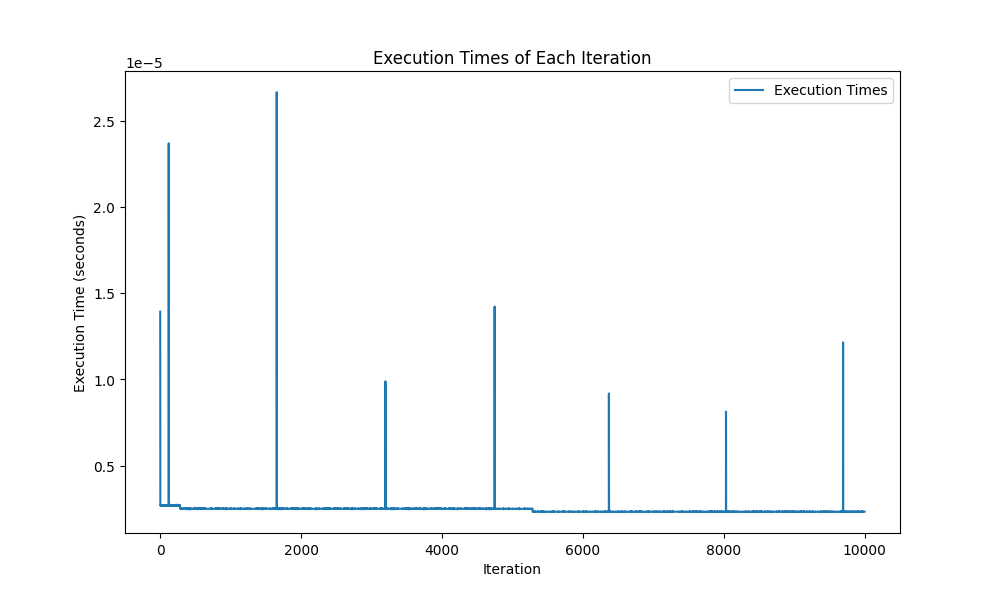 Execution Times of Each Iteration
1e−5
Execution Times
2.5
2.0
1.5
1.0
0.5
Execution Time (seconds)
0 2000 4000 6000 8000 10000
Iteration